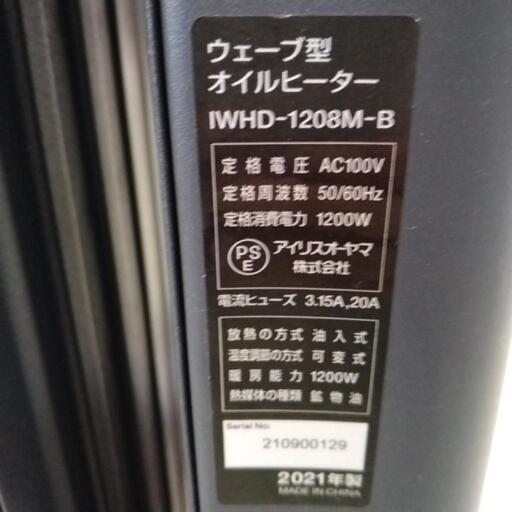 ウェーブ型
オイルヒーター
IWHD-1208M-B
定格電圧 AC100V
定格周波数 50/60Hz
定格消費電力 1200W
PS
E
アイリスオーヤマ
株式会社
電流ヒューズ 3.15A,20A
放熱の方式 油入式
温度調節の方式 可変式
暖房能力 1200W
熱媒体の種類 鉱物油
Serial No:
210900129
2021年製
MADE IN CHINA